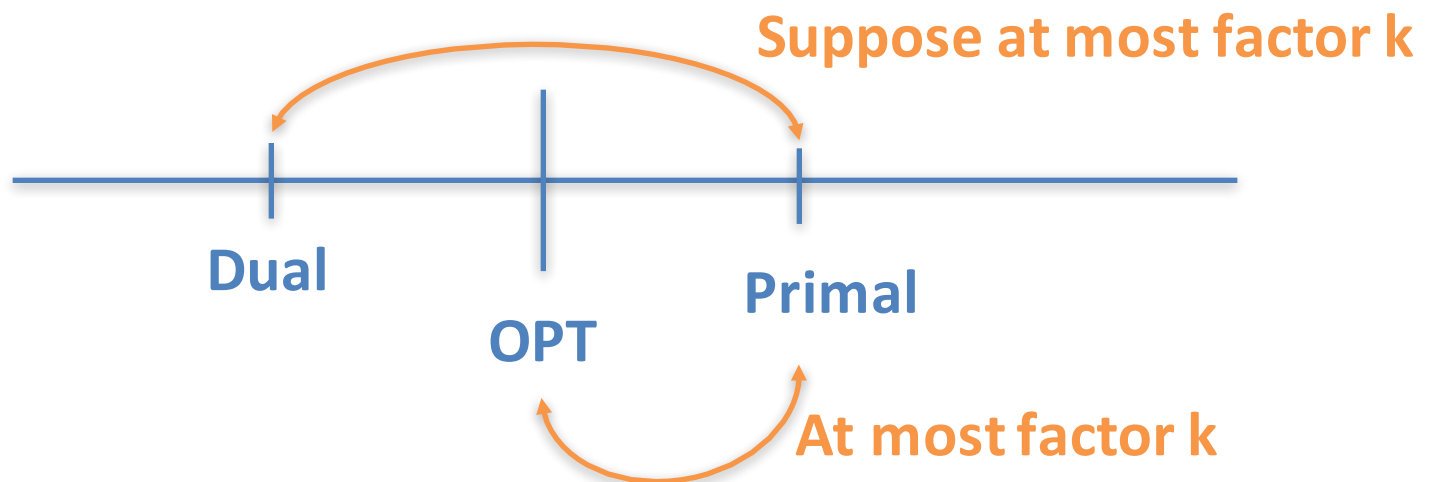 Suppose at most factor k
Dual
Primal
OPT
At most factor k